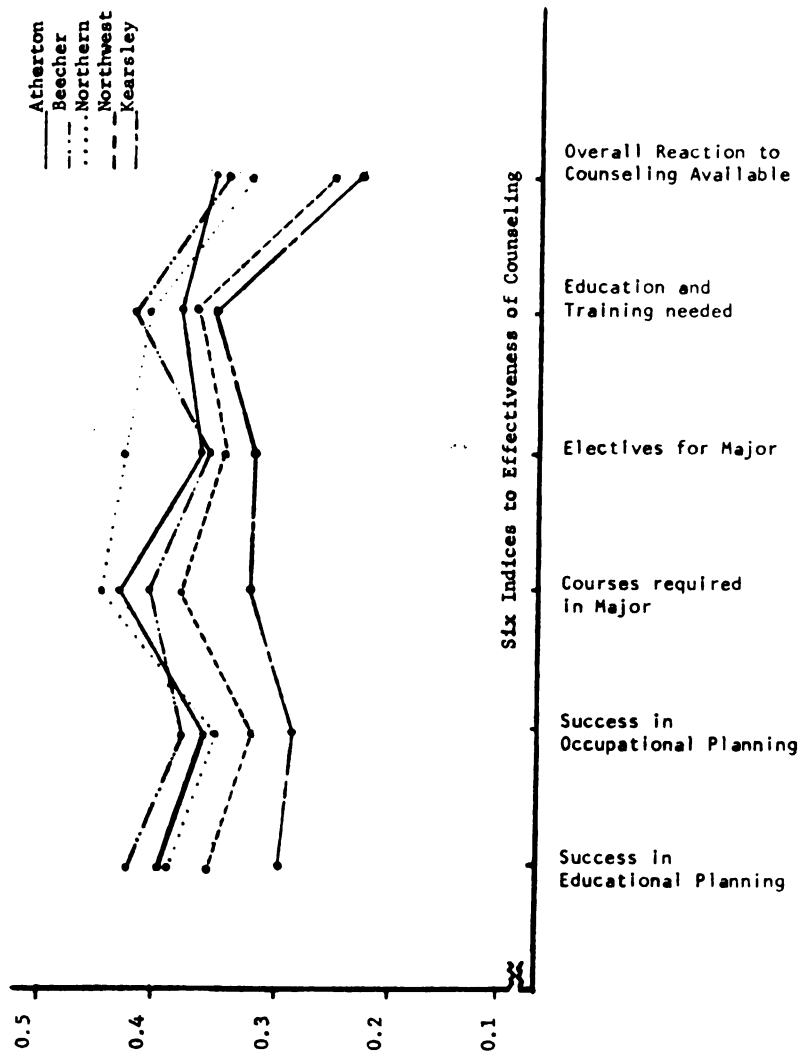 Atherton
Beecher
Northern
Northwest
Kearsley
Overall Reaction to
Counseling Available
Education and
Training needed
Electives for Major
Courses required
in Major
Success in
Occupational Planning
Success in
Educational Planning
Six Indices to Effectiveness of Counseling
0.5
0.4
0.3
0.2
0.1